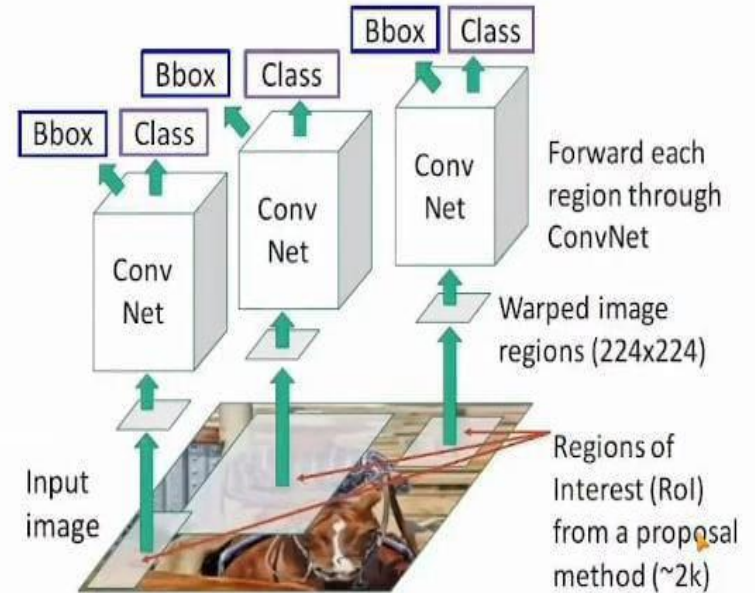 Bbox
Class
Bbox
Class
Bbox
Class
Conv
Net
Conv
Net
Conv
Net
Forward each
region through
ConvNet
Warped image
regions (224x224)
Input
image
Regions of
Interest (RoI)
from a proposal
method (~2k)